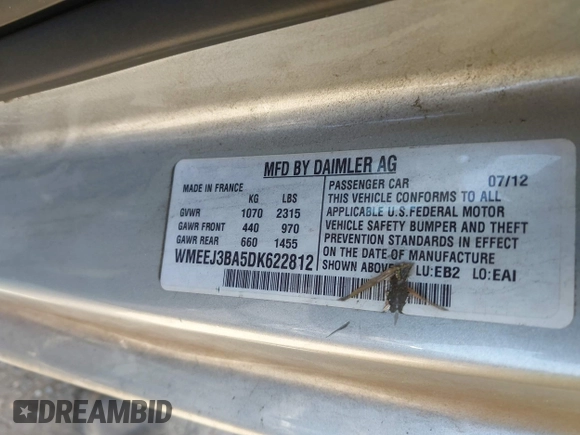 MFD BY DAIMLER AG
MADE IN FRANCE
KG LBS
GVWR 1070 2315
GAWR FRONT 440 970
GAWR REAR 660 1455
WMEEJ3BA5DK622812
PASSENGER CAR 07/12
THIS VEHICLE CONFORMS TO ALL
APPLICABLE U.S. FEDERAL MOTOR
VEHICLE SAFETY BUMPER AND THEFT
PREVENTION STANDARDS IN EFFECT
ON THE DATE OF MANUFACTURE
SHOWN ABOVE LU:EB2 LO:EAI
DREAMBID